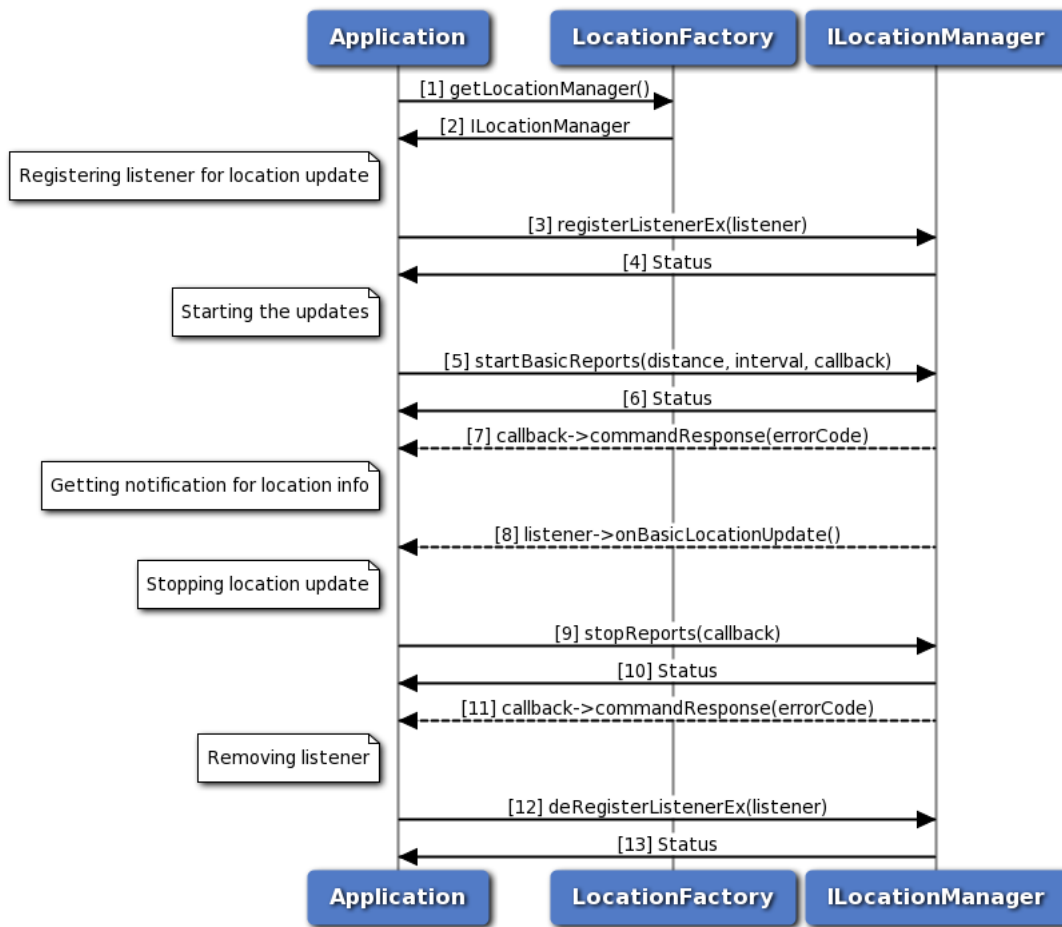 Application
LocationFactory
ILocationManager
[1] getLocationManager()
[2] ILocationManager
Registering listener for location update
[3] registerListenerEx(listener)
[4] Status
Starting the updates
[5] startBasicReports(distance, interval, callback)
[6] Status
[7] callback->commandResponse(errorCode)
Getting notification for location info
[8] listener->onBasicLocationUpdate()
Stopping location update
[9] stopReports(callback)
[10] Status
[11] callback->commandResponse(errorCode)
Removing listener
[12] deRegisterListenerEx(listener)
[13] Status
Application
LocationFactory
ILocationManager